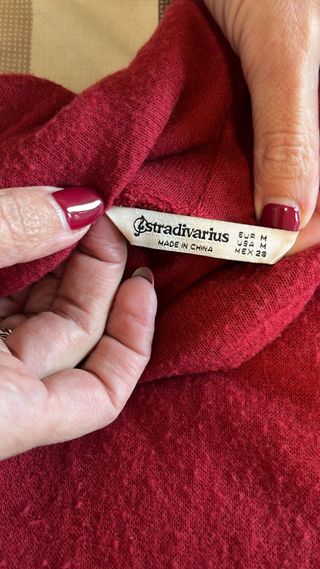 stradivarius
MADE IN CHINA
EUR M
USA M
MEX 28